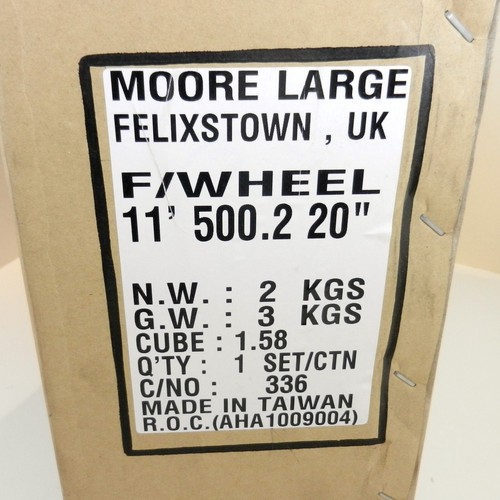 MOORE LARGE
FELIXSTOWN , UK
F/WHEEL
11' 500.2 20"
N.W. : 2 KGS
G.W. : 3 KGS
CUBE : 1.58
Q'TY : 1 SET/CTN
C/NO : 336
MADE IN TAIWAN
R.O.C.(AHA1009004)